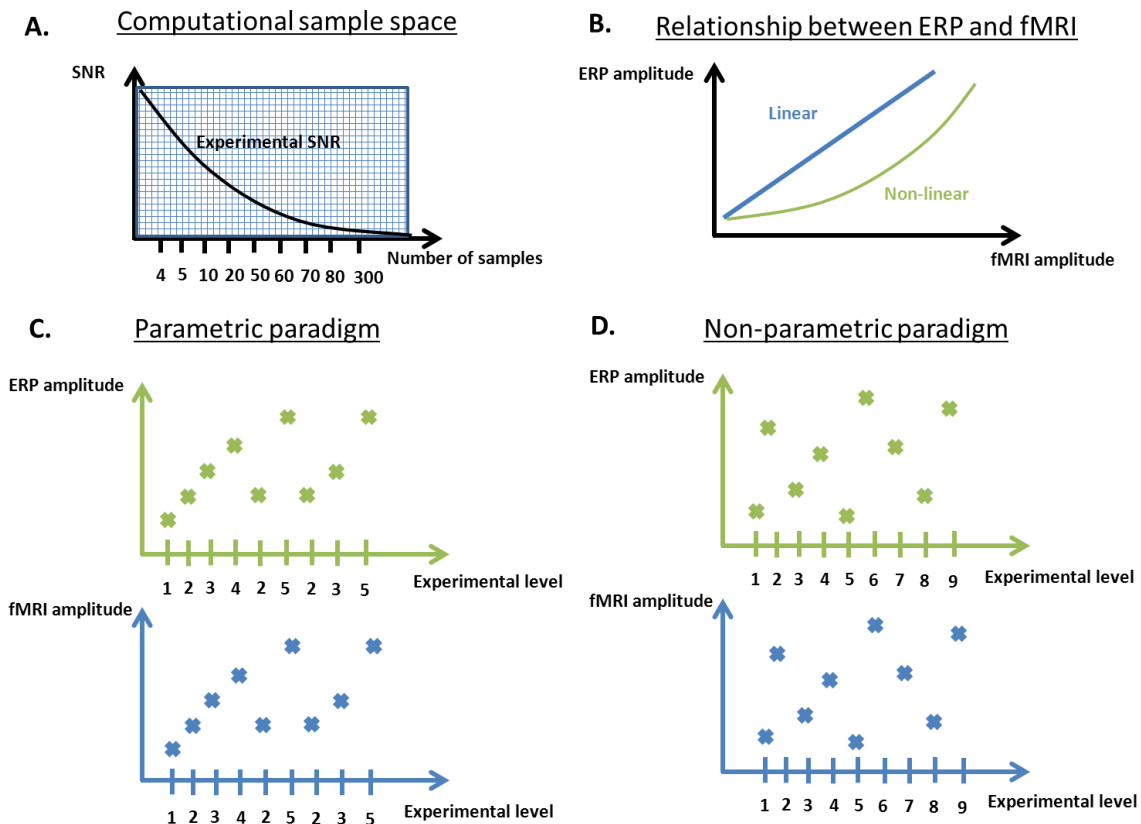 A.
Computational sample space
SNR
Experimental SNR
Number of samples
4 5 10 20 50 60 70 80 300
B.
Relationship between ERP and fMRI
ERP amplitude
Linear
Non-linear
fMRI amplitude
C.
Parametric paradigm
ERP amplitude
Experimental level
1 2 3 4 2 5 2 3 5
fMRI amplitude
Experimental level
1 2 3 4 2 5 2 3 5
D.
Non-parametric paradigm
ERP amplitude
Experimental level
1 2 3 4 5 6 7 8 9
fMRI amplitude
Experimental level
1 2 3 4 5 6 7 8 9